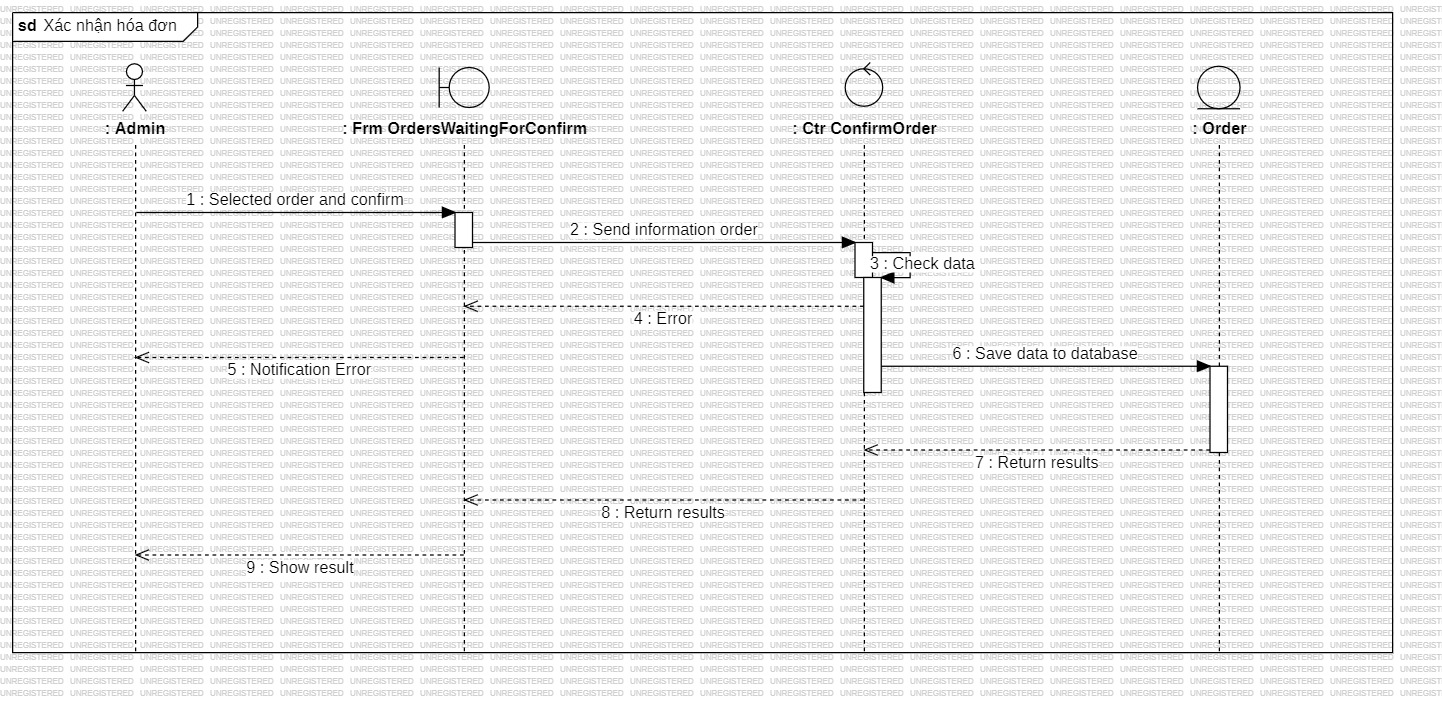 sd Xác nhận hóa đơn
: Admin
: Frm OrdersWaitingForConfirm
: Ctr ConfirmOrder
: Order
1 : Selected order and confirm
2 : Send information order
3 : Check data
4 : Error
5 : Notification Error
6 : Save data to database
7 : Return results
8 : Return results
9 : Show result
UNREGISTERED